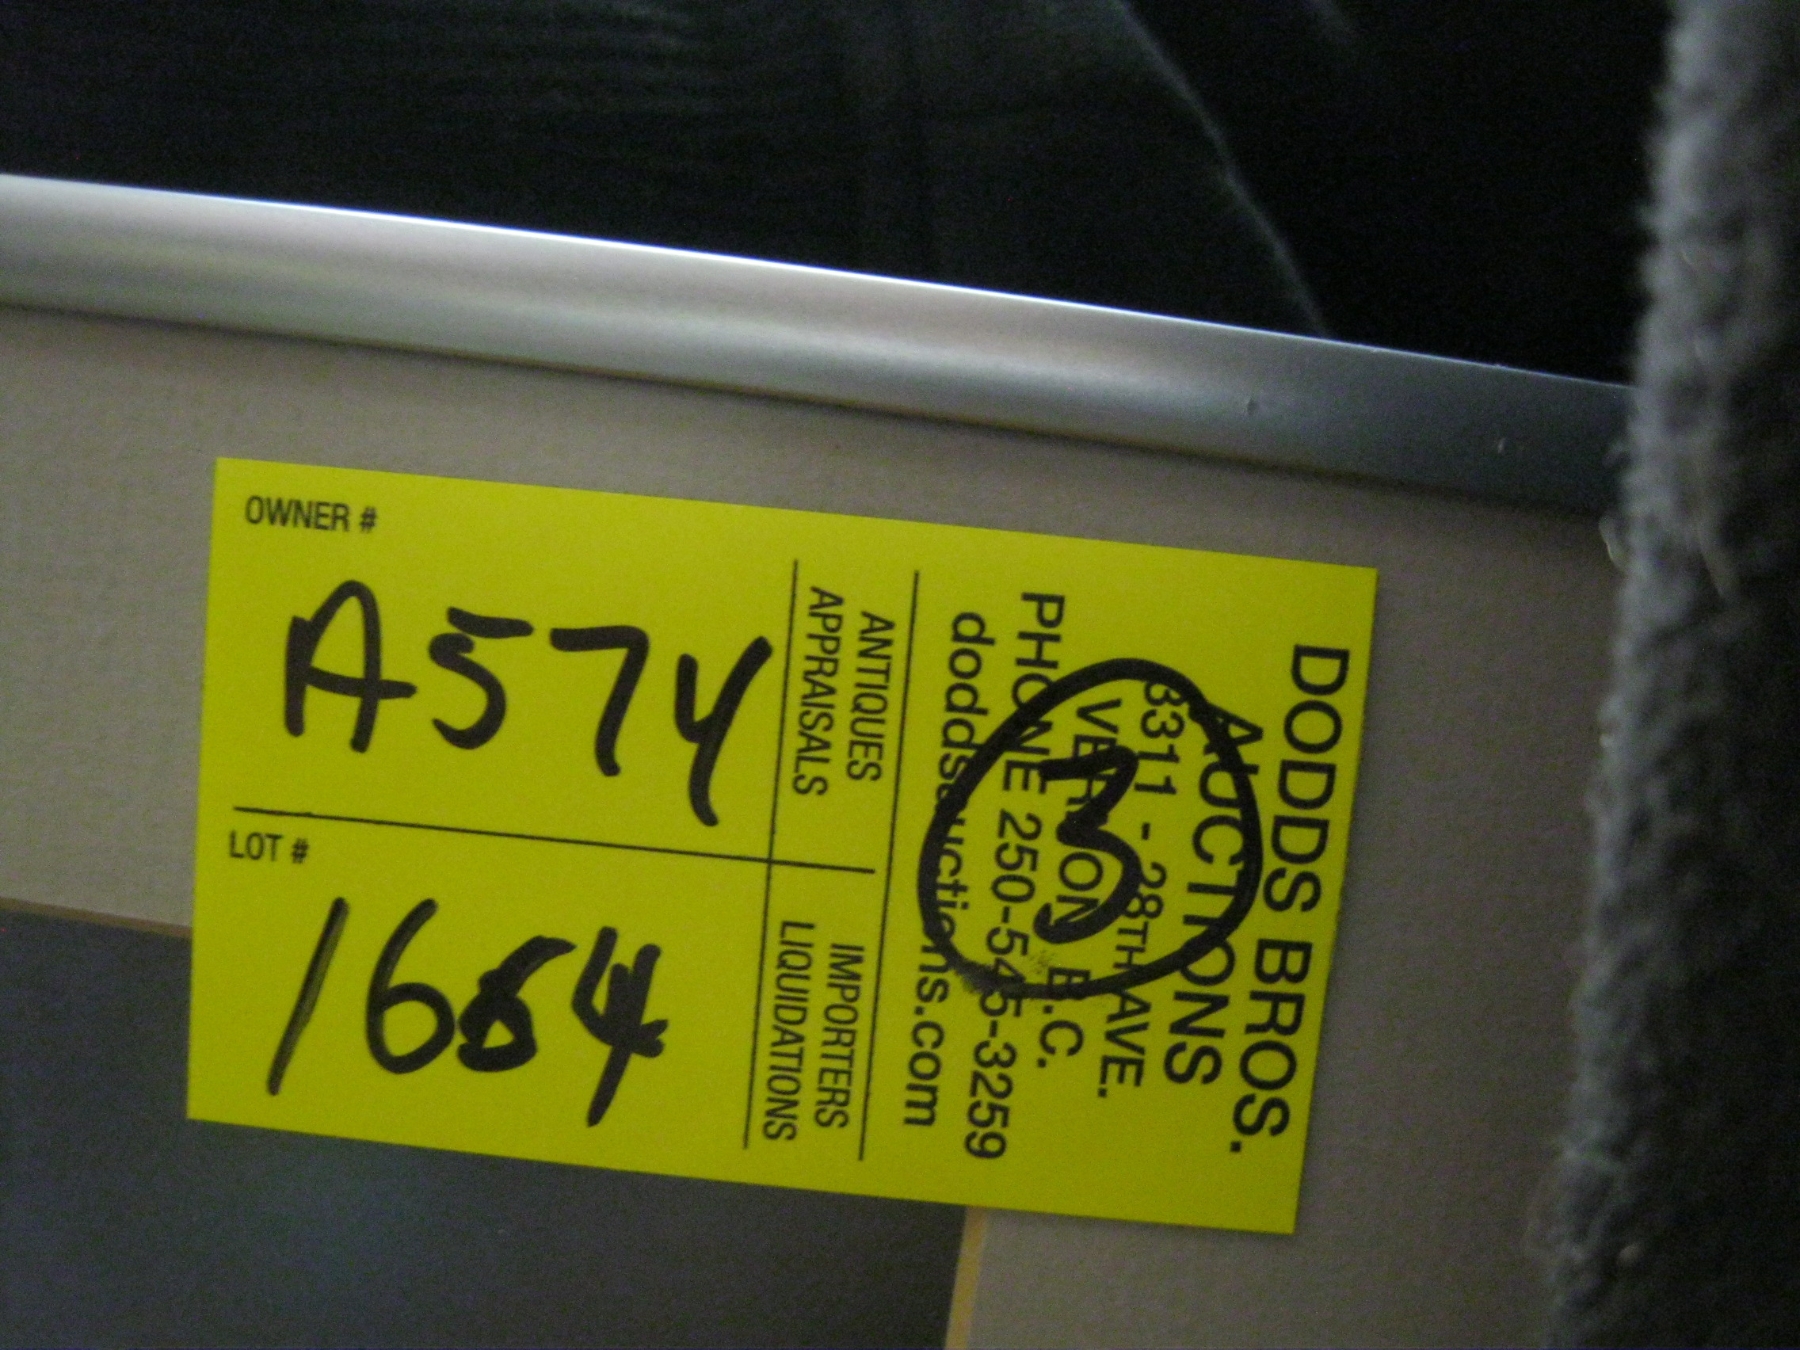 DODDS BROS.
AUCTIONS
3311 - 28TH AVE.
VERNON B.C.
PHONE 250-545-3259
doddsauctions.com
3
ANTIQUES
APPRAISALS
IMPORTERS
LIQUIDATIONS
OWNER #
A574
LOT #